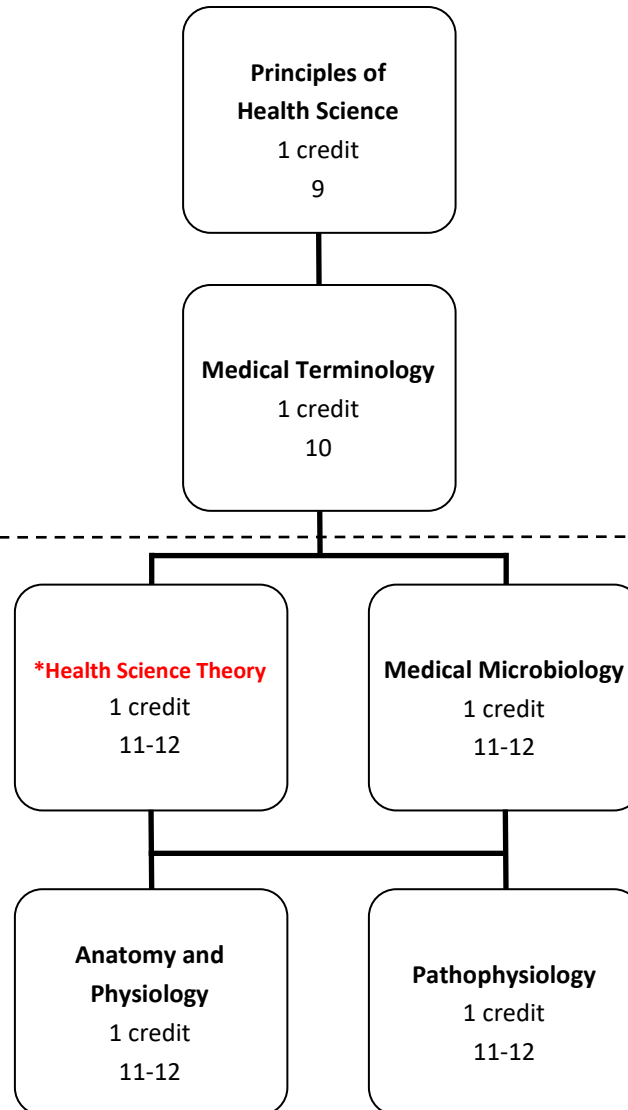 Principles of
Health Science
1 credit
9
Medical Terminology
1 credit
10
*Health Science Theory
1 credit
11-12
Medical Microbiology
1 credit
11-12
Anatomy and
Physiology
1 credit
11-12
Pathophysiology
1 credit
11-12